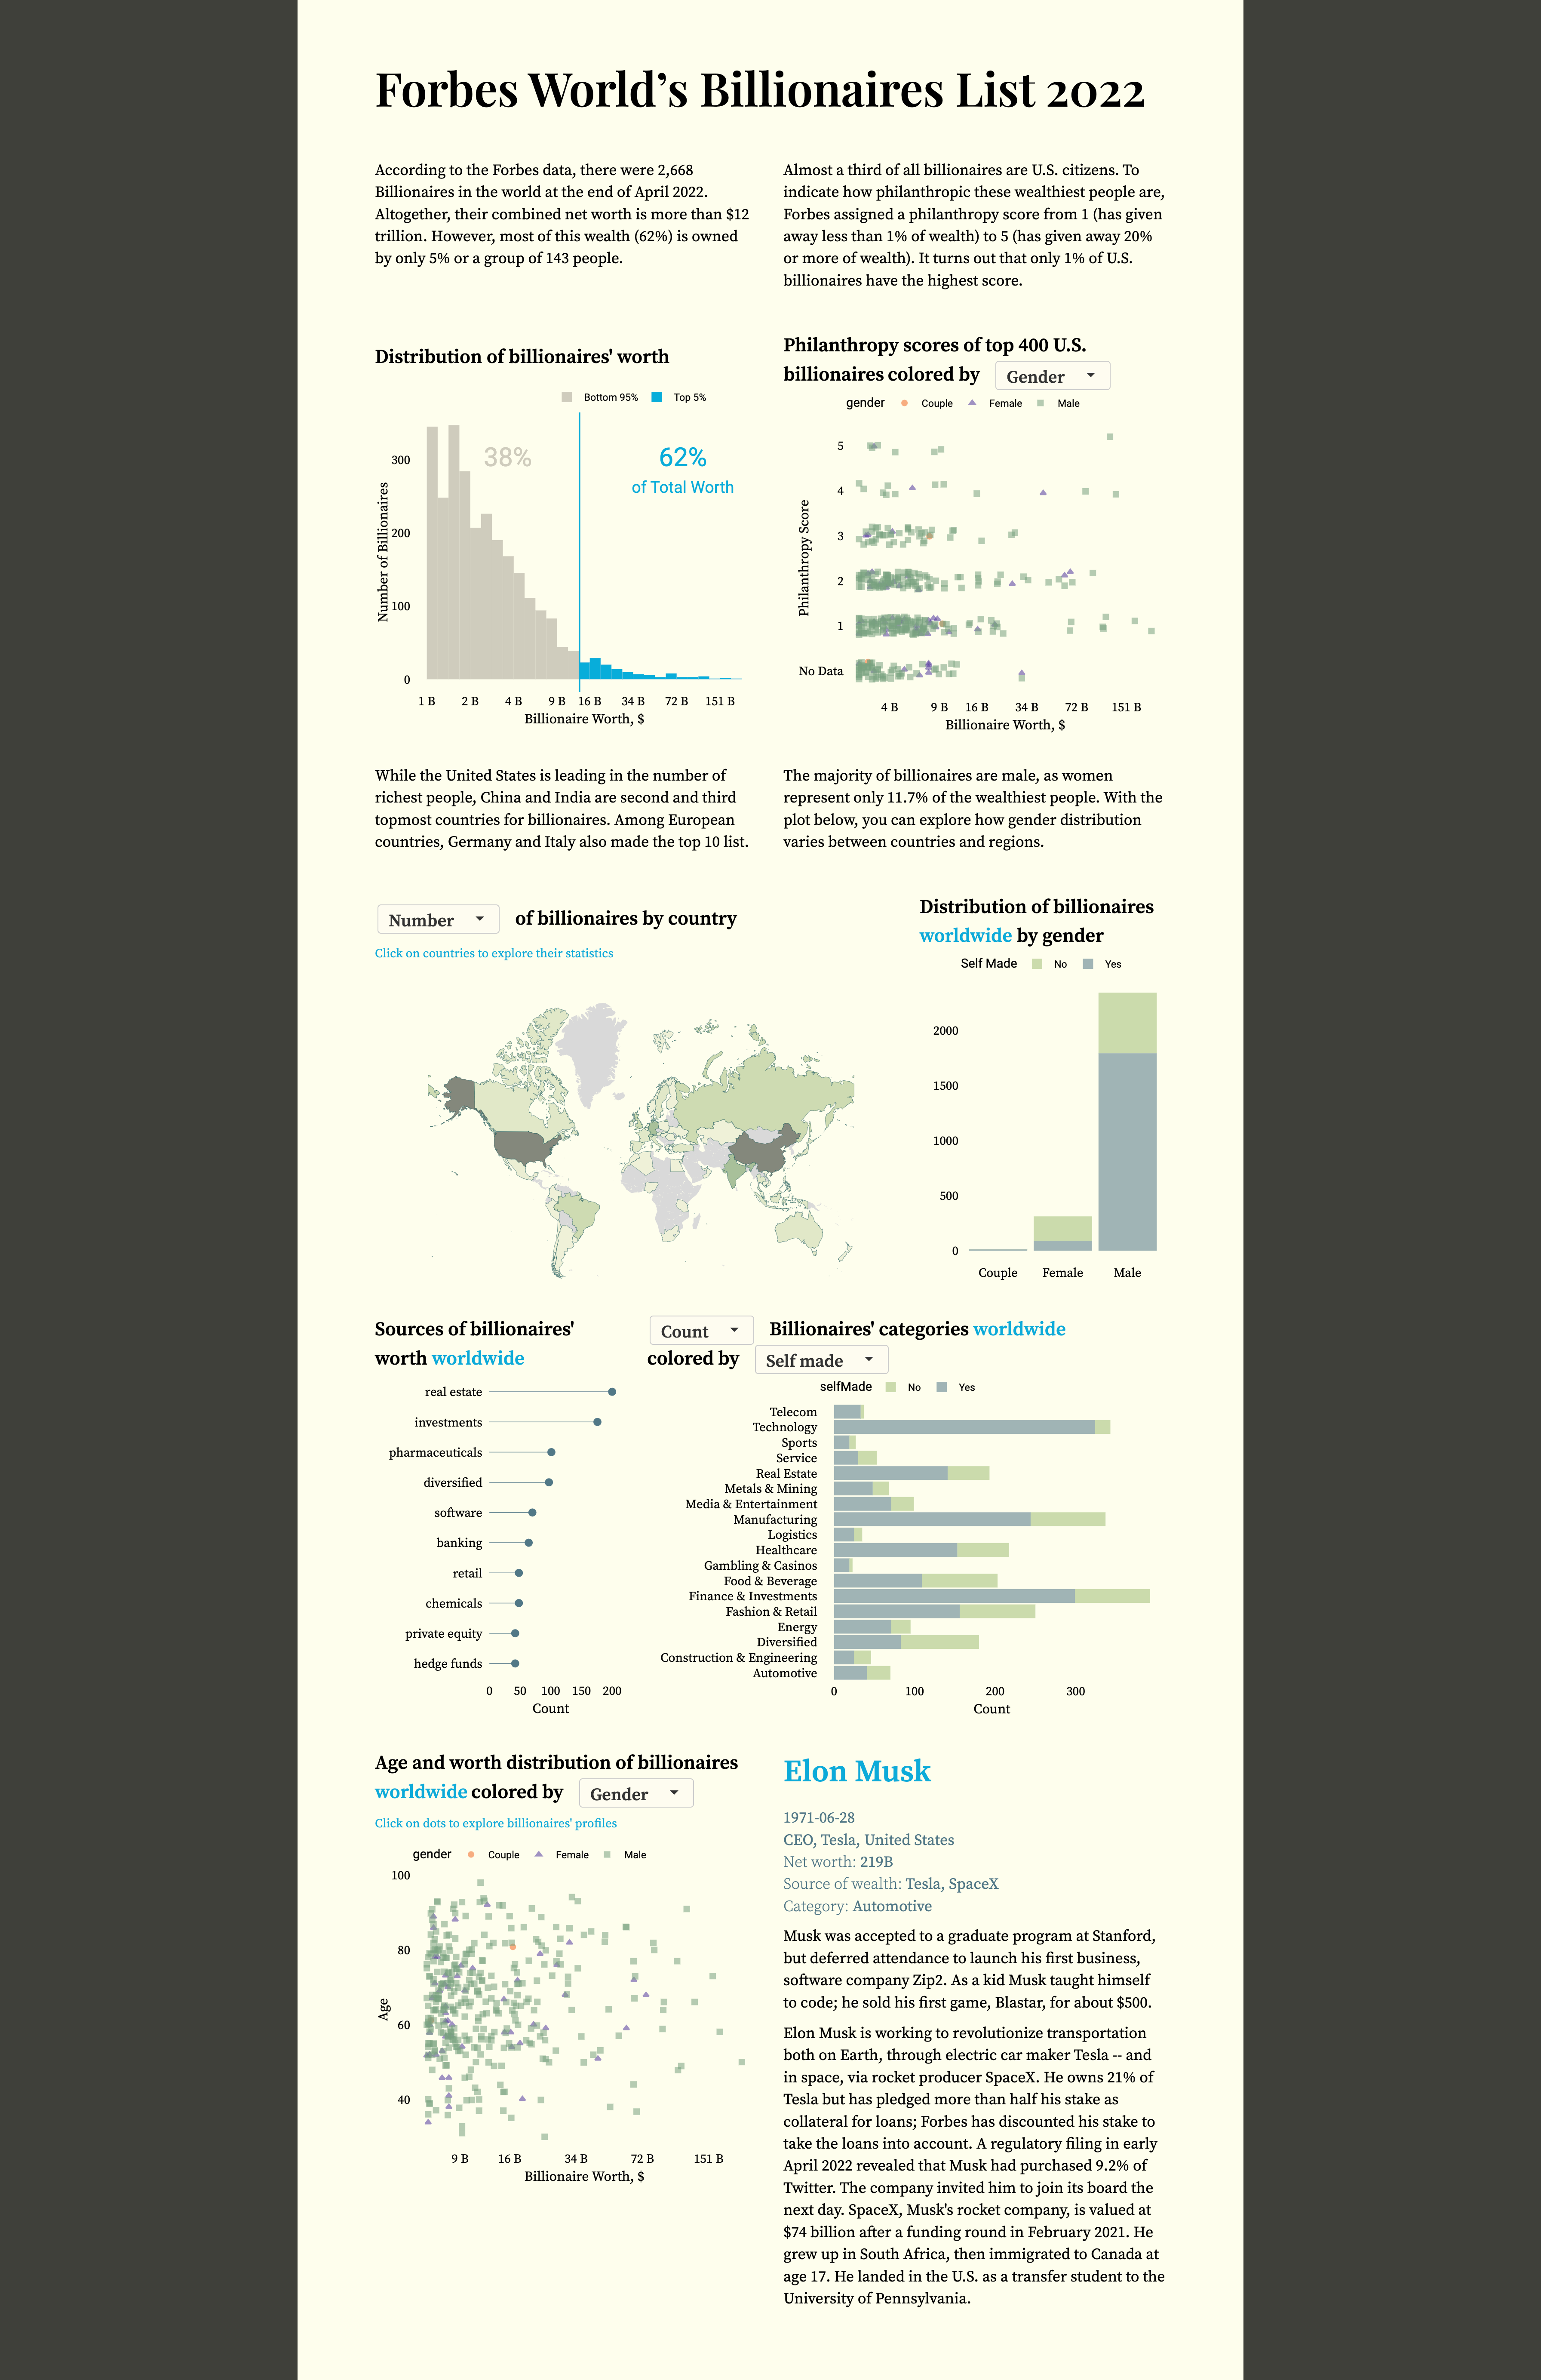 Forbes World's Billionaires List 2022
According to the Forbes data, there were 2,668
Billionaires in the world at the end of April 2022.
Altogether, their combined net worth is more than $12
trillion. However, most of this wealth (62%) is owned
by only 5% or a group of 143 people.
Almost a third of all billionaires are U.S. citizens. To
indicate how philanthropic these wealthiest people are,
Forbes assigned a philanthropy score from 1 (has given
away less than 1% of wealth) to 5 (has given away 20%
or more of wealth). It turns out that only 1% of U.S.
billionaires have the highest score.
Distribution of billionaires' worth
Bottom 95% Top 5%
38%
62%
of Total Worth
Number of Billionaires
300
200
100
0
1 B 2 B 4 B 9 B 16 B 34 B 72 B 151 B
Billionaire Worth, $
Philanthropy scores of top 400 U.S.
billionaires colored by Gender
gender Couple Female Male
Philanthropy Score
5
4
3
2
1
No Data
4 B 9 B 16 B 34 B 72 B 151 B
Billionaire Worth, $
While the United States is leading in the number of
richest people, China and India are second and third
topmost countries for billionaires. Among European
countries, Germany and Italy also made the top 10 list.
The majority of billionaires are male, as women
represent only 11.7% of the wealthiest people. With the
plot below, you can explore how gender distribution
varies between countries and regions.
Number of billionaires by country
Click on countries to explore their statistics
Distribution of billionaires
worldwide by gender
Self Made No Yes
2000
1500
1000
500
0
Couple Female Male
Sources of billionaires'
worth worldwide
real estate
investments
pharmaceuticals
diversified
software
banking
retail
chemicals
private equity
hedge funds
0 50 100 150 200
Count
Count Billionaires' categories worldwide
colored by Self made
selfMade No Yes
Telecom
Technology
Sports
Service
Real Estate
Metals & Mining
Media & Entertainment
Manufacturing
Logistics
Healthcare
Gambling & Casinos
Food & Beverage
Finance & Investments
Fashion & Retail
Energy
Diversified
Construction & Engineering
Automotive
0 100 200 300
Count
Age and worth distribution of billionaires
worldwide colored by Gender
Click on dots to explore billionaires' profiles
gender Couple Female Male
Age
100
80
60
40
9 B 16 B 34 B 72 B 151 B
Billionaire Worth, $
Elon Musk
1971-06-28
CEO, Tesla, United States
Net worth: 219B
Source of wealth: Tesla, SpaceX
Category: Automotive
Musk was accepted to a graduate program at Stanford,
but deferred attendance to launch his first business,
software company Zip2. As a kid Musk taught himself
to code; he sold his first game, Blastar, for about $500.
Elon Musk is working to revolutionize transportation
both on Earth, through electric car maker Tesla -- and
in space, via rocket producer SpaceX. He owns 21% of
Tesla but has pledged more than half his stake as
collateral for loans; Forbes has discounted his stake to
take the loans into account. A regulatory filing in early
April 2022 revealed that Musk had purchased 9.2% of
Twitter. The company invited him to join its board the
next day. SpaceX, Musk's rocket company, is valued at
$74 billion after a funding round in February 2021. He
grew up in South Africa, then immigrated to Canada at
age 17. He landed in the U.S. as a transfer student to the
University of Pennsylvania.